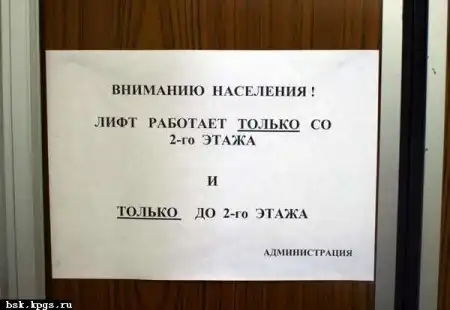 ВНИМАНИЮ НАСЕЛЕНИЯ !
ЛИФТ РАБОТАЕТ ТОЛЬКО СО
2-го ЭТАЖА
И
ТОЛЬКО ДО 2-го ЭТАЖА
АДМИНИСТРАЦИЯ
bsk.kpgs.ru